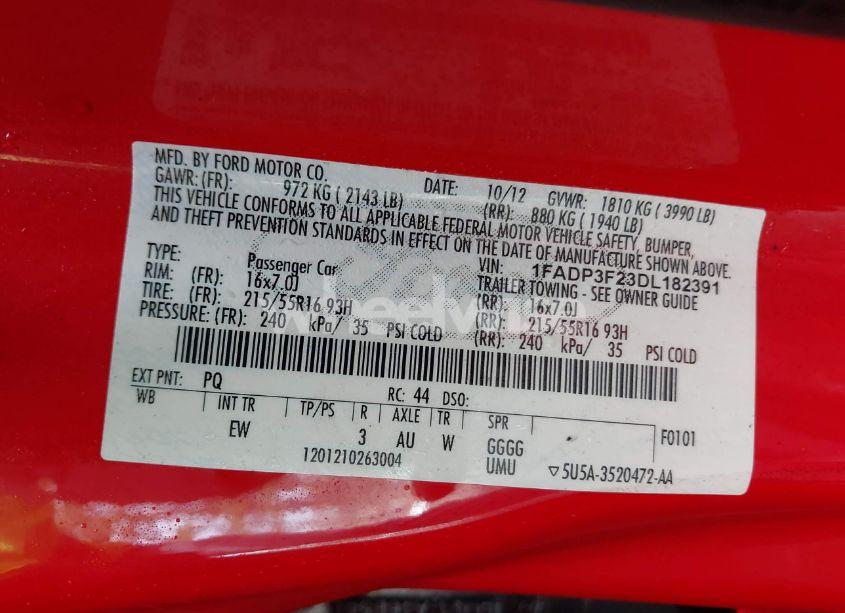 MFD. BY FORD MOTOR CO.
DATE: 10/12 GVWR: 1810 KG ( 3990 LB)
GAWR: (FR): 972 KG ( 2143 LB) (RR): 880 KG ( 1940 LB)
THIS VEHICLE CONFORMS TO ALL APPLICABLE FEDERAL MOTOR VEHICLE SAFETY, BUMPER,
AND THEFT PREVENTION STANDARDS IN EFFECT ON THE DATE OF MANUFACTURE SHOWN ABOVE.
VIN: 1FADP3F23DL182391
TYPE: Passenger Car TRAILER TOWING - SEE OWNER GUIDE
RIM: (FR): 16x7.0J (RR): 16x7.0J
TIRE: (FR): 215/55R16 93H (RR): 215/55R16 93H
PRESSURE: (FR): 240 kPa/ 35 PSI COLD (RR): 240 kPa/ 35 PSI COLD
EXT PNT: PQ RC: 44 DSO:
WB INT TR TP/PS R AXLE TR SPR F0101
EW 3 AU W GGGG
1201210263004 UMU ▽5U5A-3520472-AA